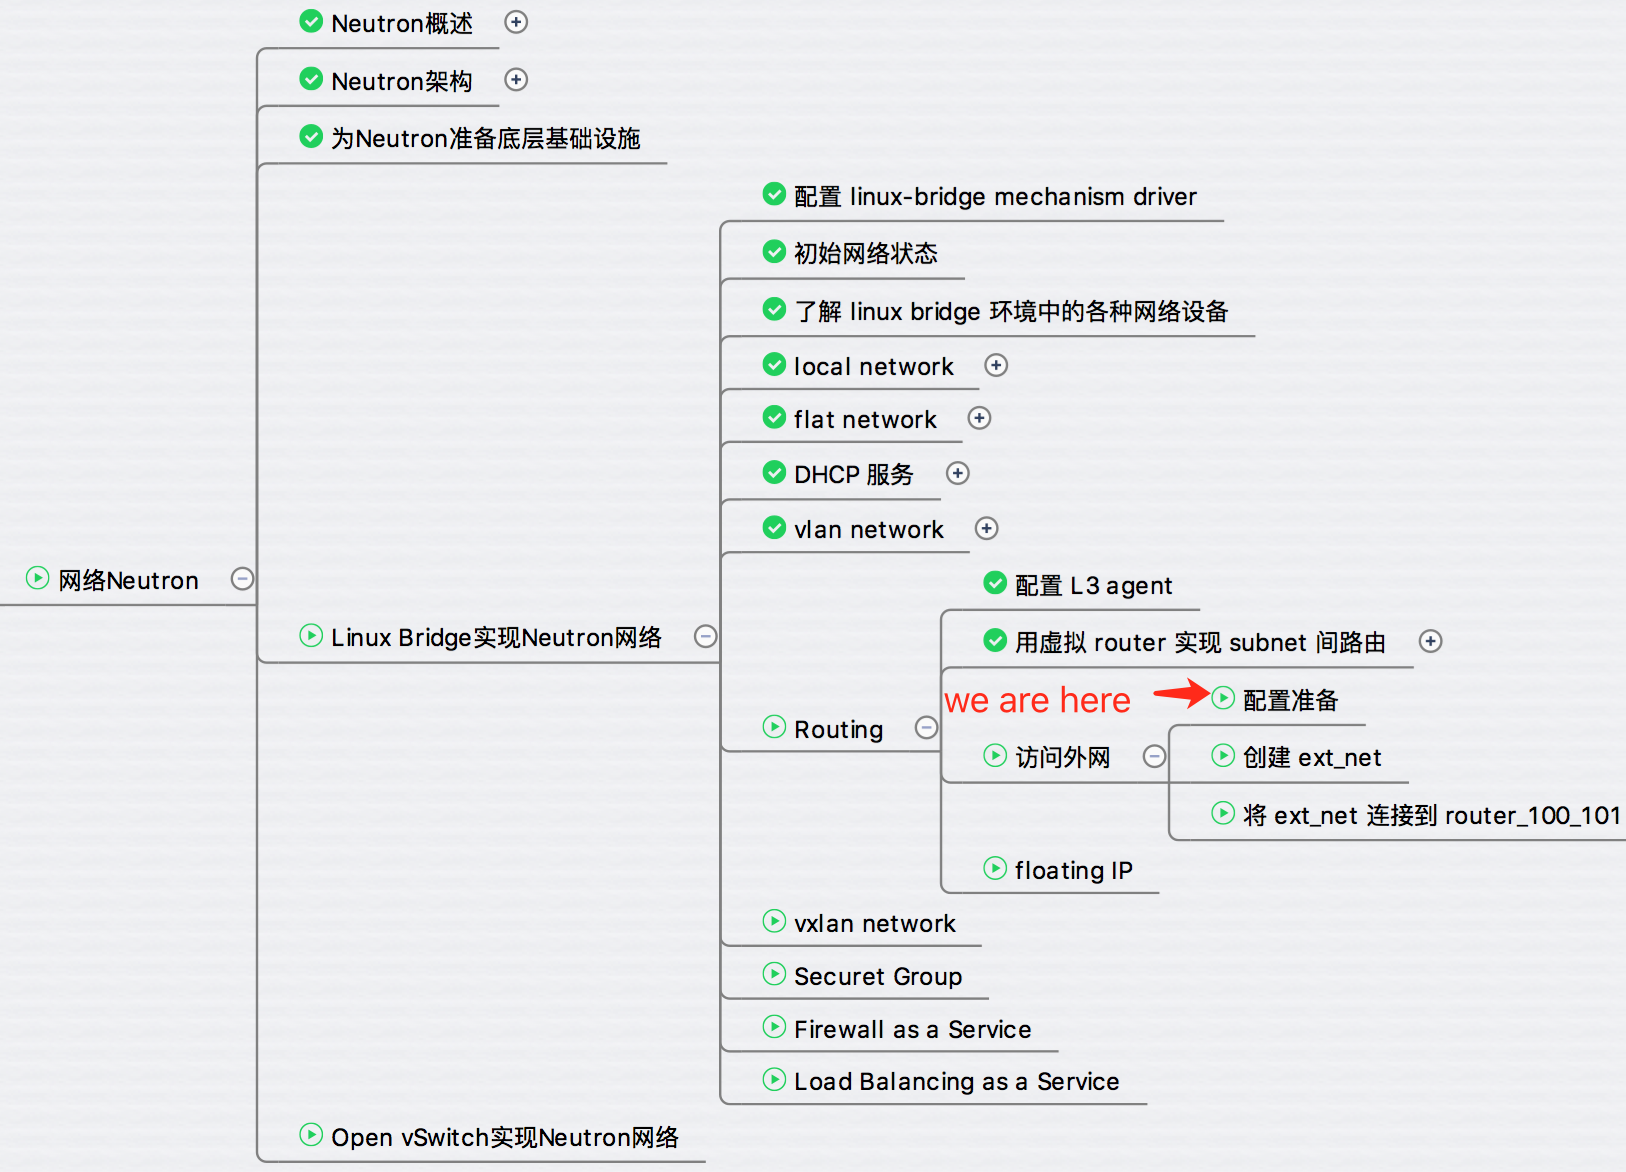 Neutron概述
Neutron架构
为Neutron准备底层基础设施
配置 linux-bridge mechanism driver
初始网络状态
了解 linux bridge 环境中的各种网络设备
local network
flat network
DHCP 服务
vlan network
网络Neutron
配置 L3 agent
Linux Bridge实现Neutron网络
用虚拟 router 实现 subnet 间路由
we are here
配置准备
Routing
访问外网
创建 ext_net
将 ext_net 连接到 router_100_101
floating IP
vxlan network
Securet Group
Firewall as a Service
Load Balancing as a Service
Open vSwitch实现Neutron网络